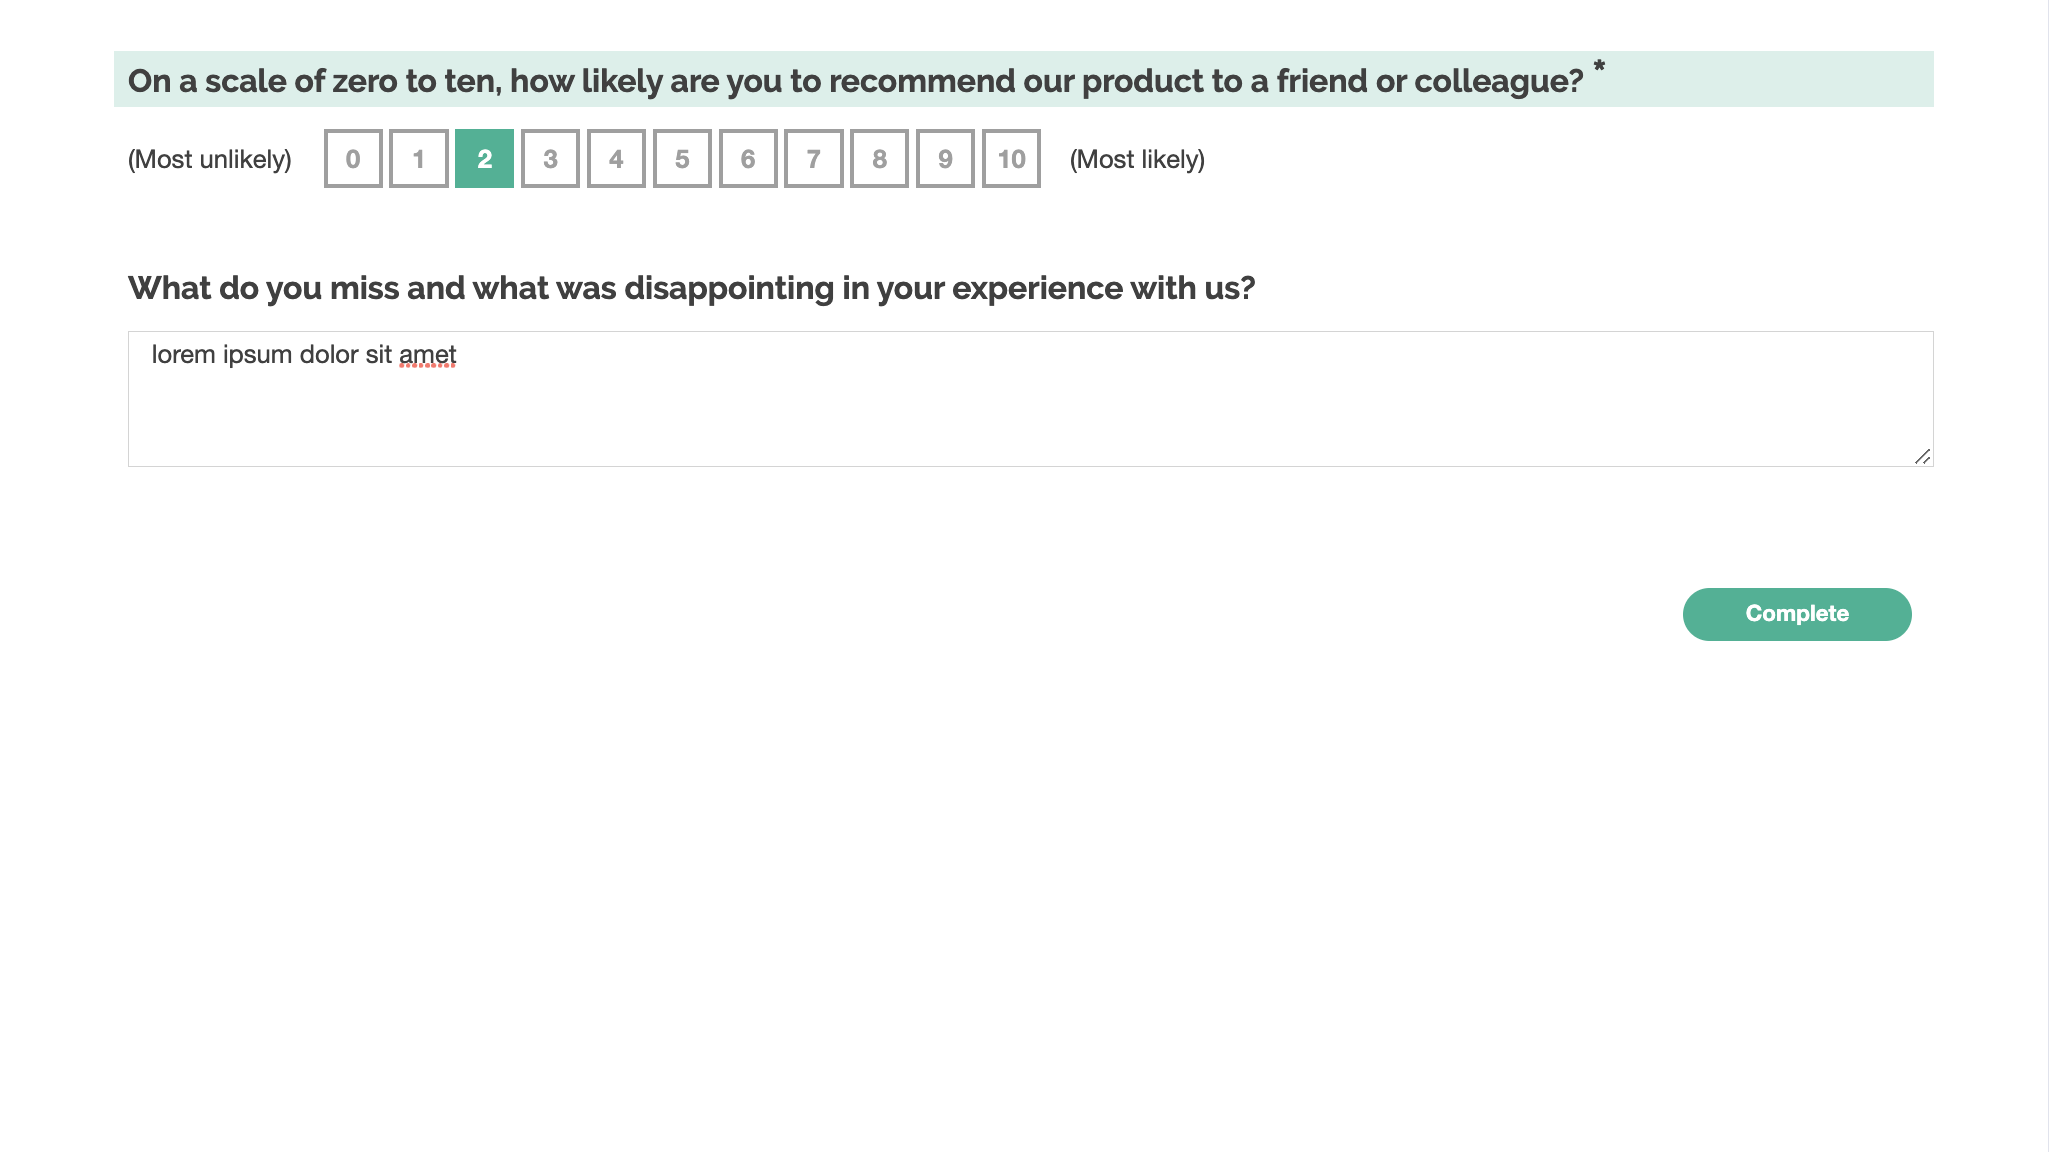 On a scale of zero to ten, how likely are you to recommend our product to a friend or colleague? *
(Most unlikely) 0 1 2 3 4 5 6 7 8 9 10 (Most likely)
What do you miss and what was disappointing in your experience with us?
lorem ipsum dolor sit amet
Complete